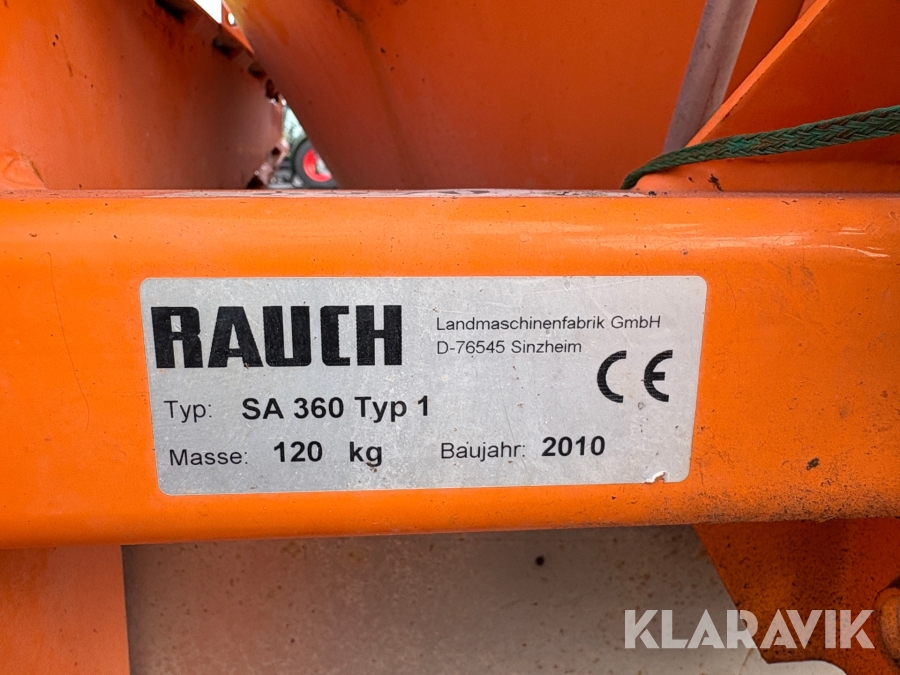 RAUCH
Landmaschinenfabrik GmbH
D-76545 Sinzheim
CE
Typ: SA 360 Typ 1
Masse: 120 kg Baujahr: 2010
KLARAVIK